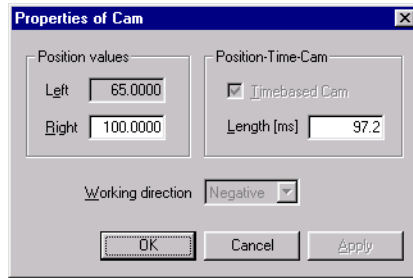 Properties of Cam
Position values
Left 65.0000
Right 100.0000
Position-Time-Cam
Timebased Cam
Length [ms] 97.2
Working direction Negative
OK Cancel Apply